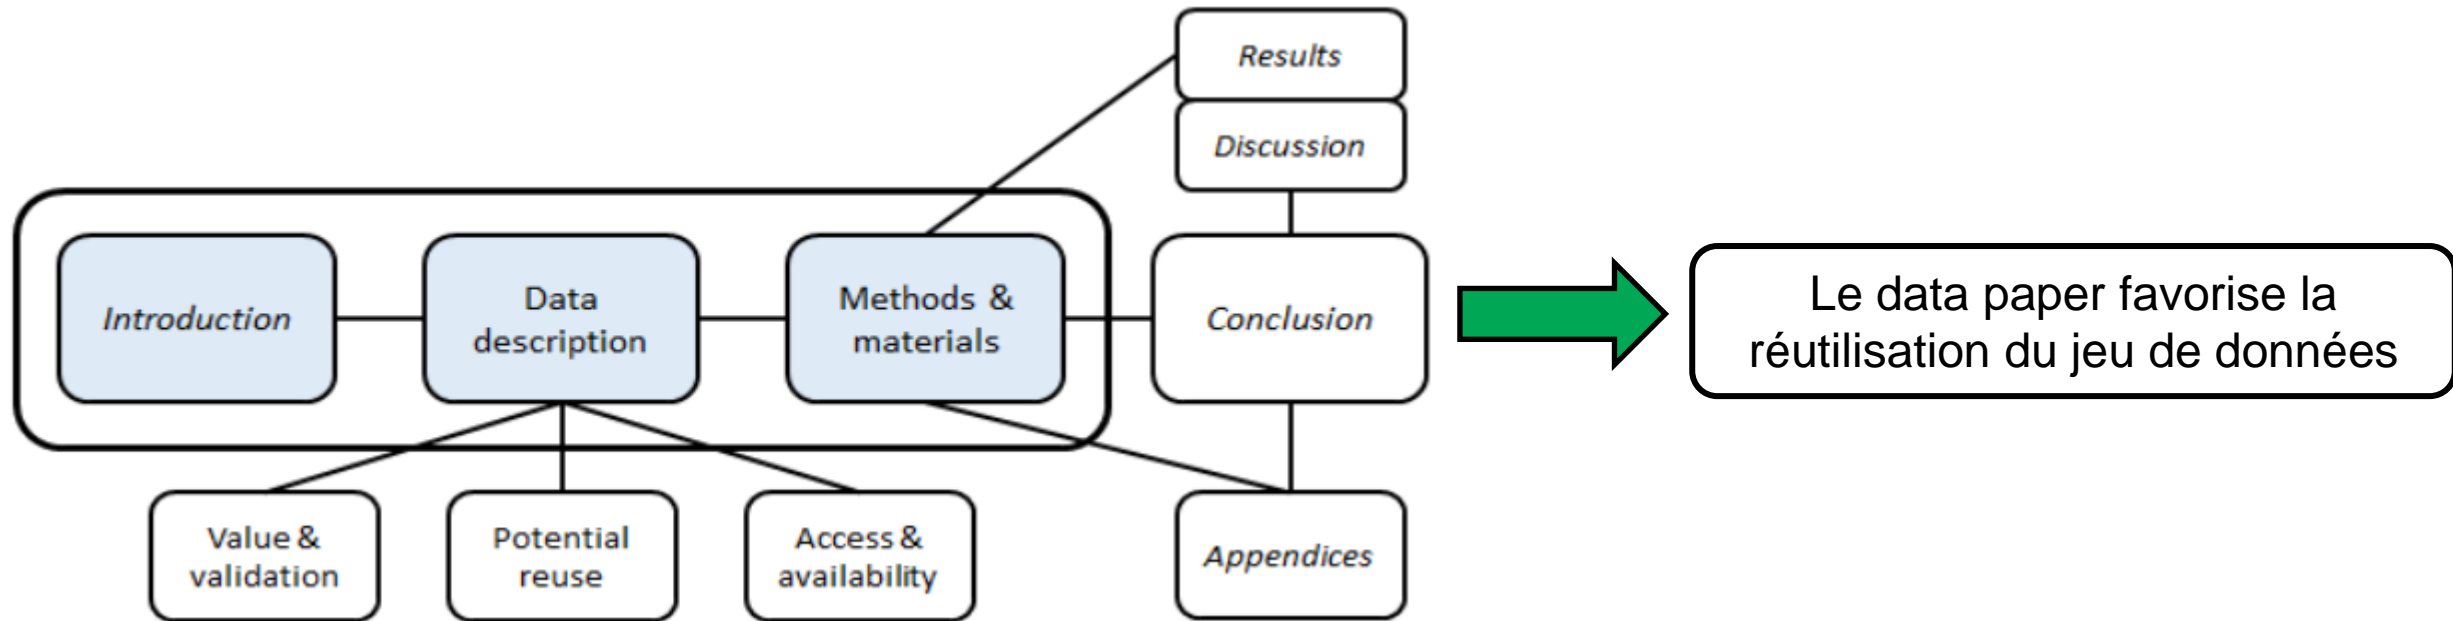 Results
Discussion
Introduction
Data
description
Methods &
materials
Conclusion
Le data paper favorise la
réutilisation du jeu de données
Value &
validation
Potential
reuse
Access &
availability
Appendices